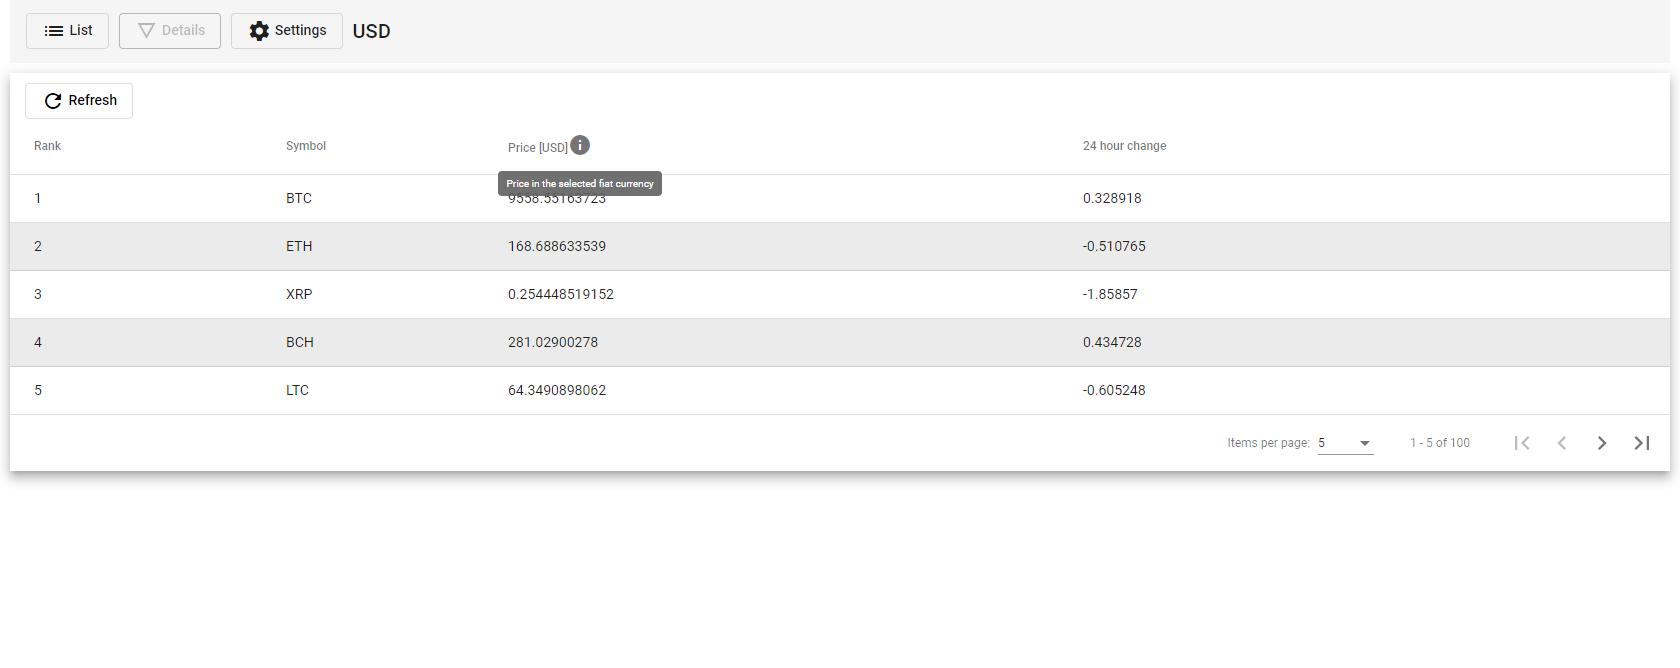 List Details Settings USD
Refresh
Rank Symbol Price [USD] 24 hour change
Price in the selected fiat currency
1 BTC 9558.55163723 0.328918
2 ETH 168.688633539 -0.510765
3 XRP 0.254448519152 -1.85857
4 BCH 281.02900278 0.434728
5 LTC 64.3490898062 -0.605248
Items per page: 5 1 - 5 of 100